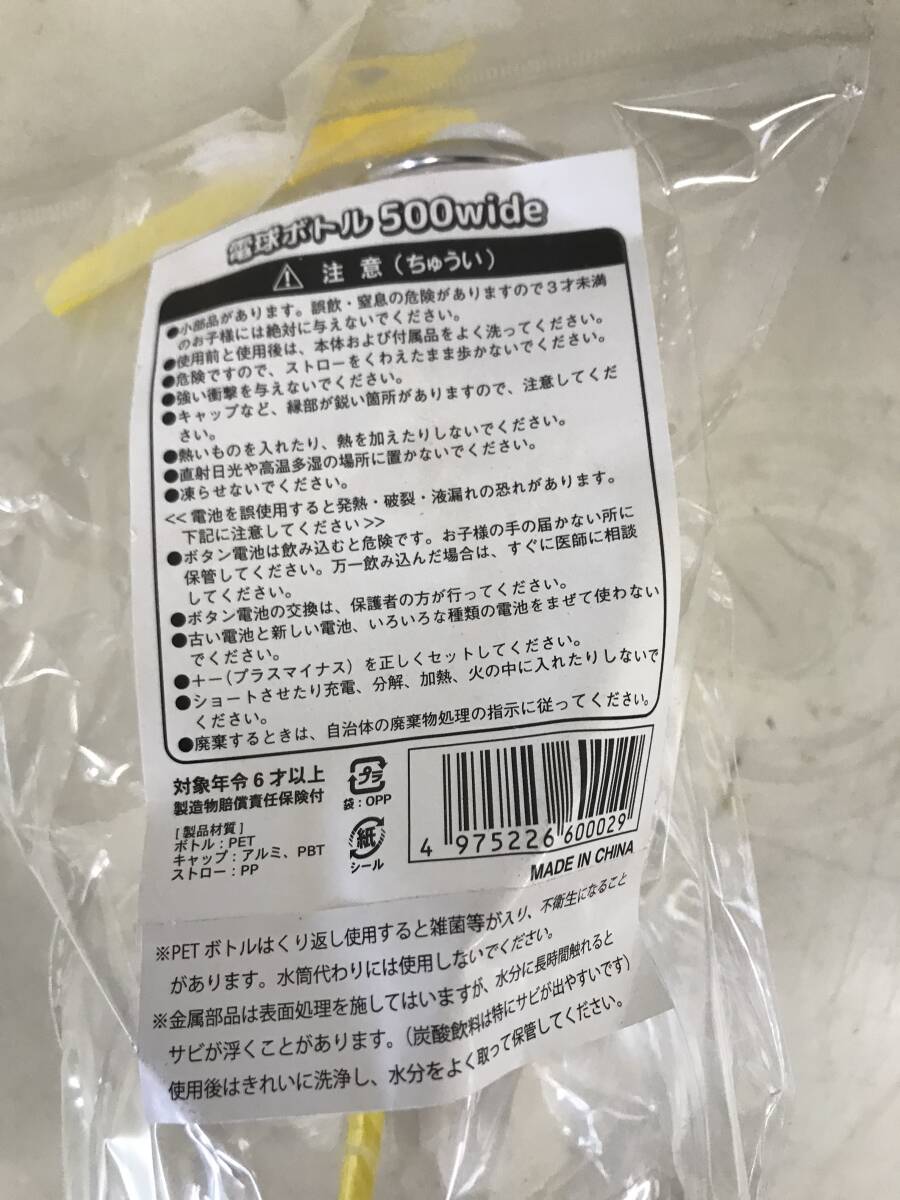 電球ボトル 500wide
注意(ちゅうい)
●小部品があります。誤飲・窒息の危険がありますので3才未満
のお子様には絶対に与えないでください。
●使用前と使用後は、本体および付属品をよく洗ってください。
●危険ですので、ストローをくわえたまま歩かないでください。
●強い衝撃を与えないでください。
●キャップなど、縁部が鋭い箇所がありますので、注意してくだ
さい。
●熱いものを入れたり、熱を加えたりしないでください。
●直射日光や高温多湿の場所に置かないでください。
●凍らせないでください。
<<電池を誤使用すると発熱・破裂・液漏れの恐れがあります。
下記に注意してください>>
●ボタン電池は飲み込むと危険です。お子様の手の届かない所に
保管してください。万一飲み込んだ場合は、すぐに医師に相談
してください。
●ボタン電池の交換は、保護者の方が行ってください。
●古い電池と新しい電池、いろいろな種類の電池をまぜて使わない
でください。
●+−(プラスマイナス)を正しくセットしてください。
●ショートさせたり充電、分解、加熱、火の中に入れたりしないで
ください。
●廃棄するときは、自治体の廃棄物処理の指示に従ってください。
対象年令6才以上
製造物賠償責任保険付
[製品材質]
ボトル:PET
キャップ:アルミ、PBT
ストロー:PP
プラ
袋:OPP
紙
シール
4 975226 600029
MADE IN CHINA
※PETボトルはくり返し使用すると雑菌等が入り、不衛生になること
があります。水筒代わりには使用しないでください。
※金属部品は表面処理を施してはいますが、水分に長時間触れると
サビが浮くことがあります。(炭酸飲料は特にサビが出やすいです)
使用後はきれいに洗浄し、水分をよく取って保管してください。